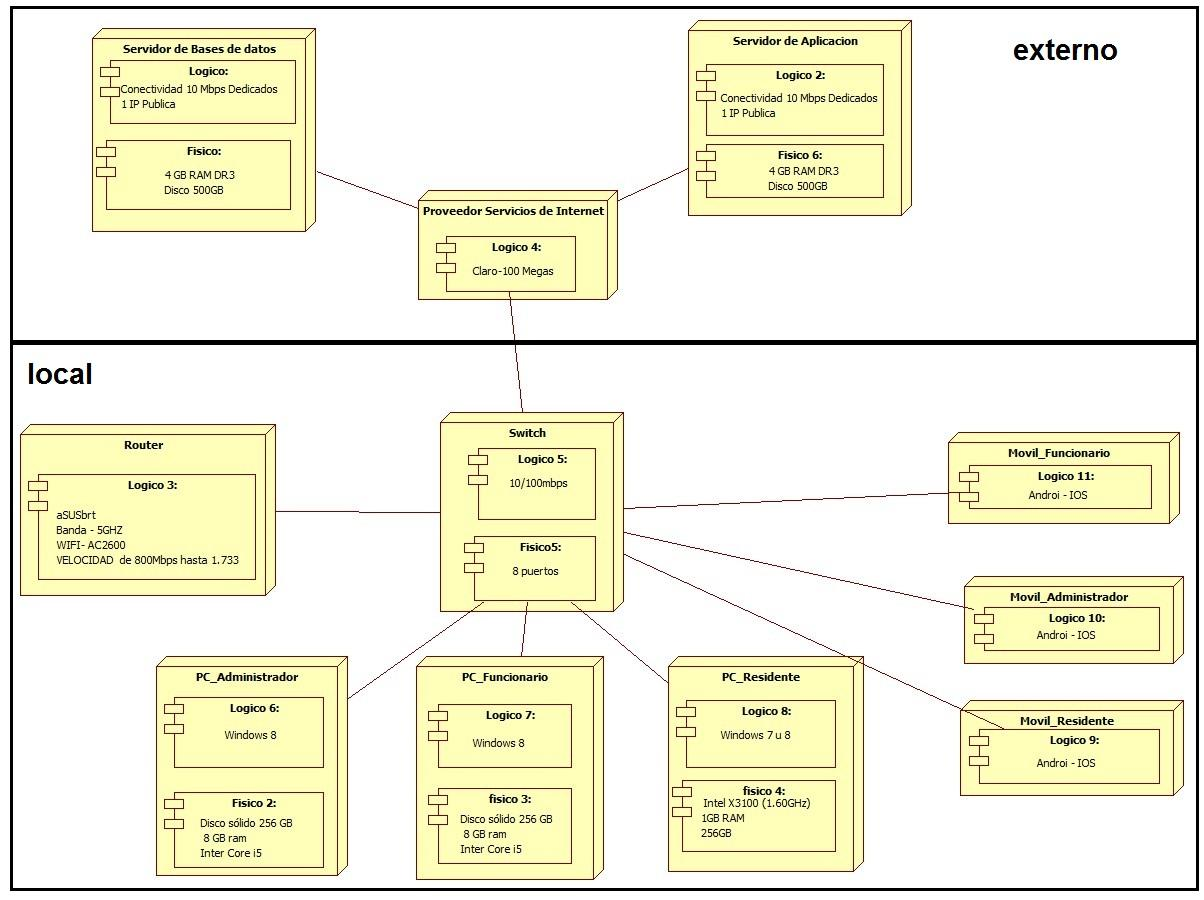 externo
Servidor de Bases de datos
Logico:
Conectividad 10 Mbps Dedicados
1 IP Publica
Fisico:
4 GB RAM DR3
Disco 500GB
Servidor de Aplicacion
Logico 2:
Conectividad 10 Mbps Dedicados
1 IP Publica
Fisico 6:
4 GB RAM DR3
Disco 500GB
Proveedor Servicios de Internet
Logico 4:
Claro-100 Megas
local
Router
Logico 3:
aSUSbrt
Banda - 5GHZ
WIFI- AC2600
VELOCIDAD de 800Mbps hasta 1.733
Switch
Logico 5:
10/100mbps
Fisico5:
8 puertos
Movil_Funcionario
Logico 11:
Androi - IOS
Movil_Administrador
Logico 10:
Androi - IOS
Movil_Residente
Logico 9:
Androi - IOS
PC_Administrador
Logico 6:
Windows 8
Fisico 2:
Disco sólido 256 GB
8 GB ram
Inter Core i5
PC_Funcionario
Logico 7:
Windows 8
fisico 3:
Disco sólido 256 GB
8 GB ram
Inter Core i5
PC_Residente
Logico 8:
Windows 7 u 8
fisico 4:
Intel X3100 (1.60GHz)
1GB RAM
256GB